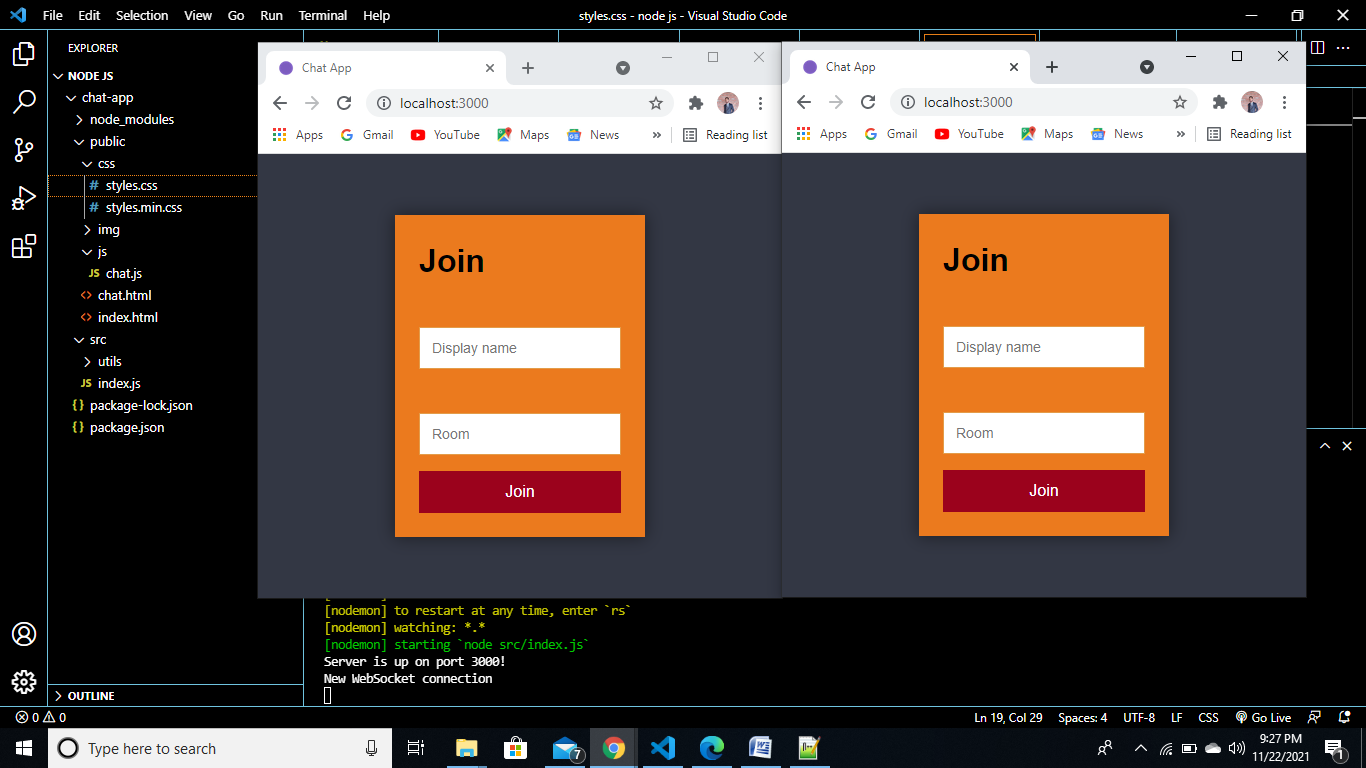 File Edit Selection View Go Run Terminal Help styles.css - node js - Visual Studio Code
EXPLORER
NODE JS
chat-app
node_modules
public
css
# styles.css
# styles.min.css
img
js
JS chat.js
<> chat.html
<> index.html
src
utils
JS index.js
{} package-lock.json
{} package.json
OUTLINE
Chat App
localhost:3000
Apps Gmail YouTube Maps News » Reading list
Join
Display name
Room
Join
Chat App
localhost:3000
Apps Gmail YouTube Maps News » Reading list
Join
Display name
Room
Join
[nodemon] to restart at any time, enter `rs`
[nodemon] watching: *.*
[nodemon] starting `node src/index.js`
Server is up on port 3000!
New WebSocket connection
0 0 Ln 19, Col 29 Spaces: 4 UTF-8 LF CSS Go Live
Type here to search 7 9:27 PM
11/22/2021 1